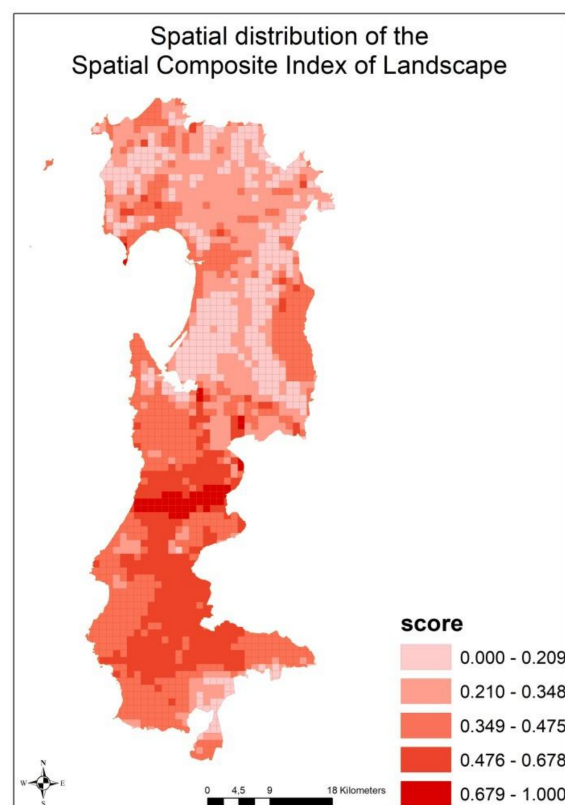 Spatial distribution of the
Spatial Composite Index of Landscape
score
0.000 - 0.209
0.210 - 0.348
0.349 - 0.475
0.476 - 0.678
0.679 - 1.000
N
W E
S
0 4,5 9 18 Kilometers